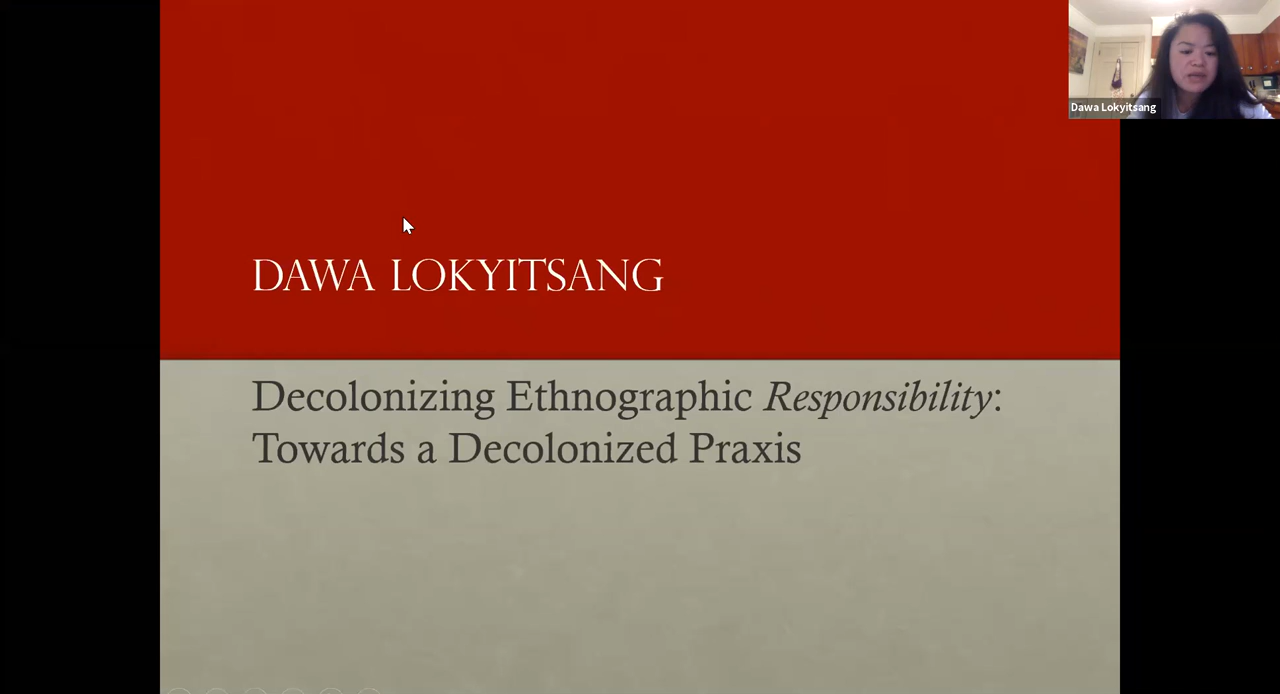 Dawa Lokyitsang
DAWA LOKYITSANG
Decolonizing Ethnographic Responsibility:
Towards a Decolonized Praxis